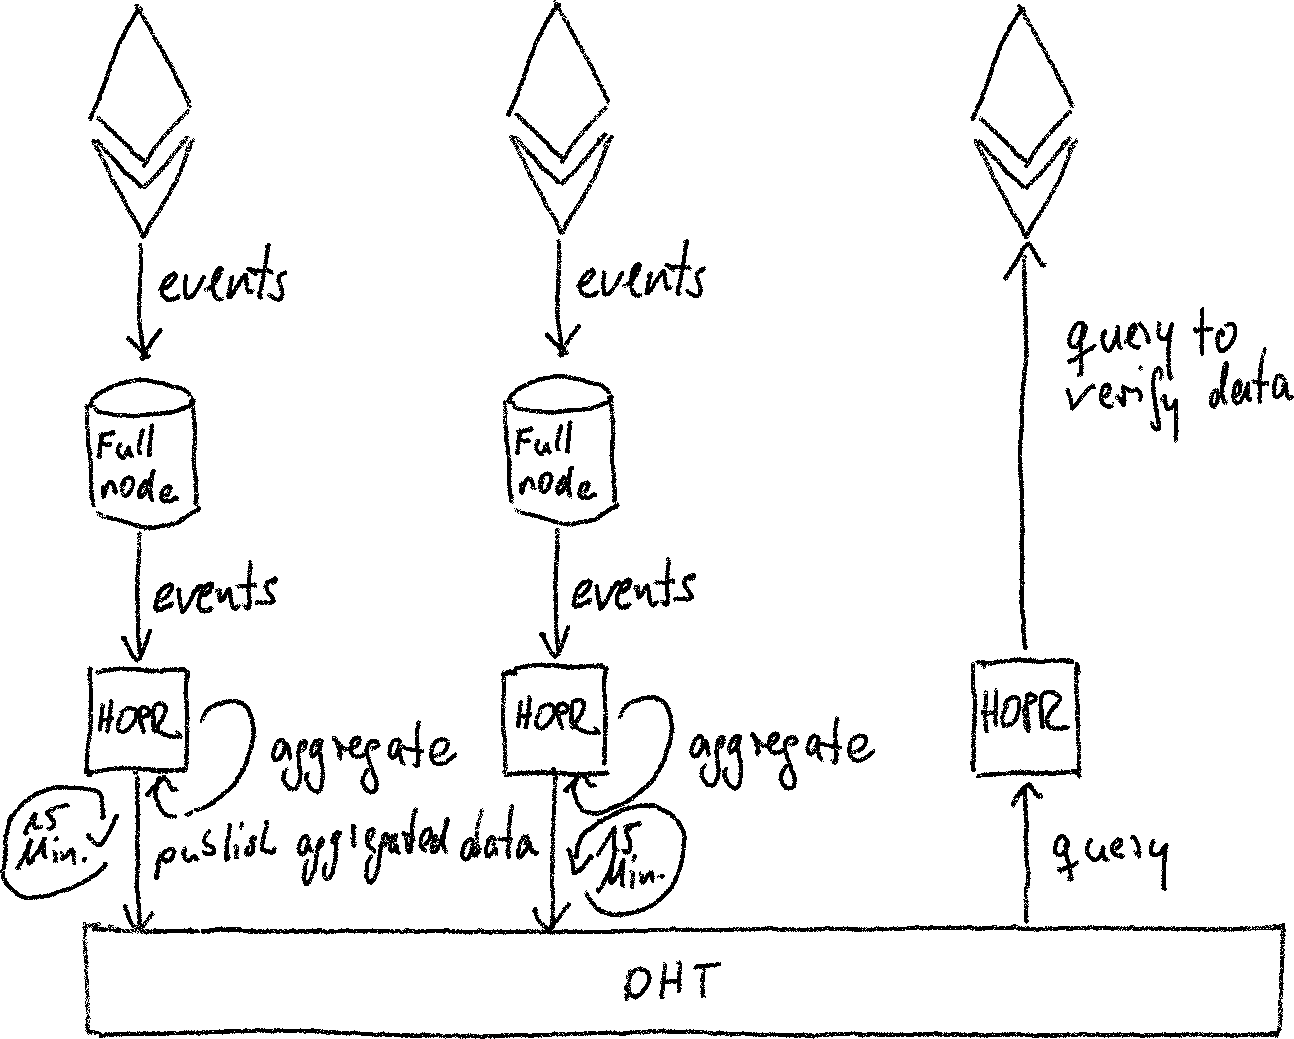 events
events
query to
verify data
Full
node
Full
node
events
events
HOPR
HOPR
HOPR
aggregate
aggregate
15
Min.
publish aggregated data
15
Min.
query
DHT